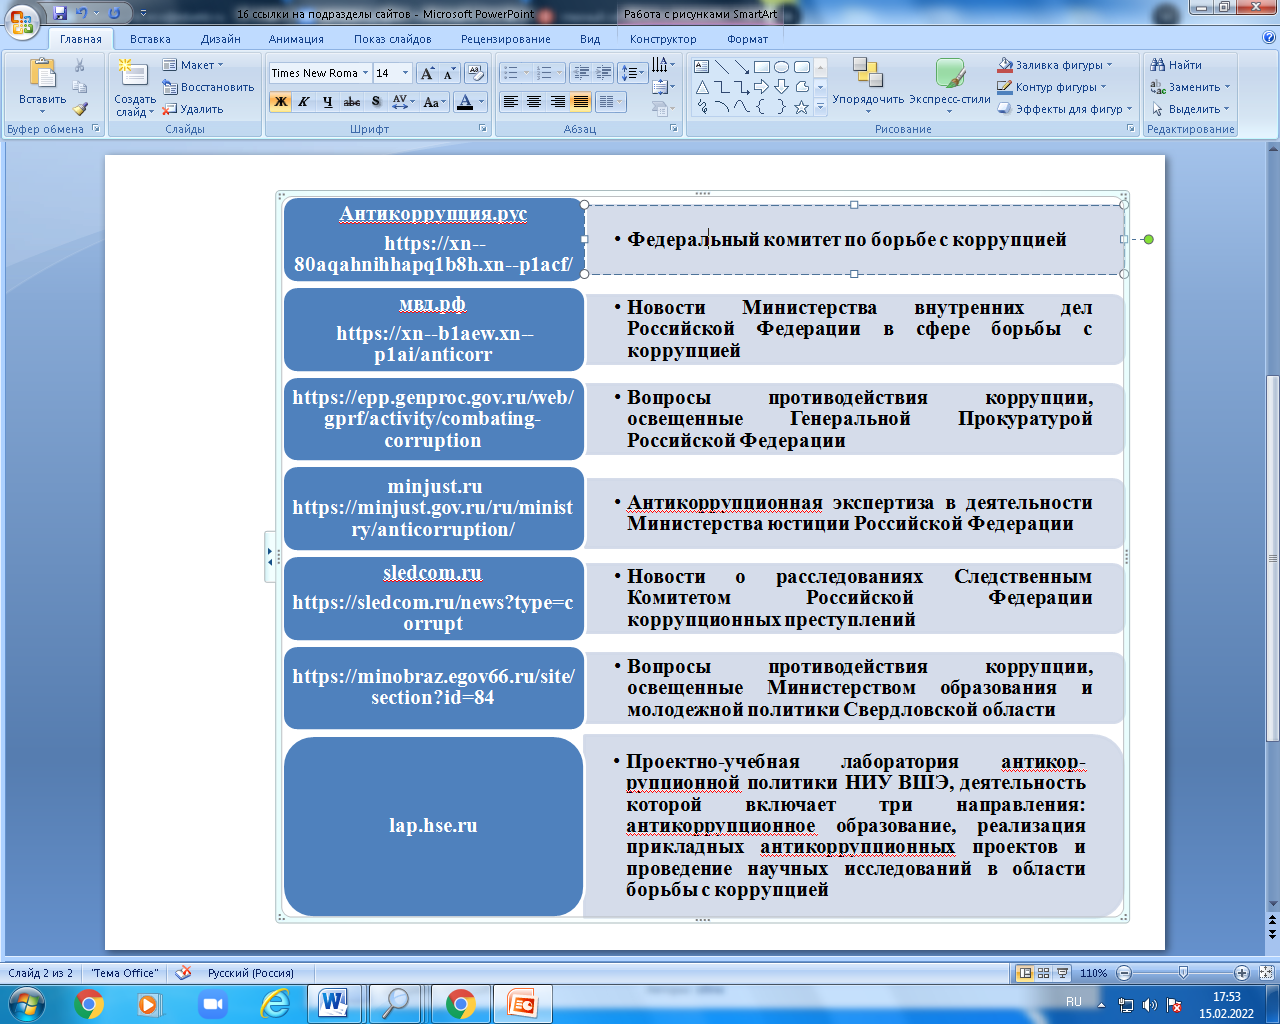 16 ссылки на подразделы сайтов - Microsoft PowerPoint
Работа с рисунками SmartArt
Главная Вставка Дизайн Анимация Показ слайдов Рецензирование Вид Конструктор Формат
Вставить
Буфер обмена
Создать слайд
Макет
Восстановить
Удалить
Слайды
Times New Roma 14
Ж К Ч abc S AV Aa A
Шрифт
Абзац
Упорядочить
Экспресс-стили
Заливка фигуры
Контур фигуры
Эффекты для фигур
Рисование
Найти
Заменить
Выделить
Редактирование
Антикоррупция.рус
https://xn--
80aqahnihhapq1b8h.xn--p1acf/
• Федеральный комитет по борьбе с коррупцией
мвд.рф
https://xn--b1aew.xn--
p1ai/anticorr
• Новости Министерства внутренних дел
Российской Федерации в сфере борьбы с
коррупцией
https://epp.genproc.gov.ru/web/
gprf/activity/combating-
corruption
• Вопросы противодействия коррупции,
освещенные Генеральной Прокуратурой
Российской Федерации
minjust.ru
https://minjust.gov.ru/ru/minist
ry/anticorruption/
• Антикоррупционная экспертиза в деятельности
Министерства юстиции Российской Федерации
sledcom.ru
https://sledcom.ru/news?type=c
orrupt
• Новости о расследованиях Следственным
Комитетом Российской Федерации
коррупционных преступлений
https://minobraz.egov66.ru/site/
section?id=84
• Вопросы противодействия коррупции,
освещенные Министерством образования и
молодежной политики Свердловской области
lap.hse.ru
• Проектно-учебная лаборатория антикор-
рупционной политики НИУ ВШЭ, деятельность
которой включает три направления:
антикоррупционное образование, реализация
прикладных антикоррупционных проектов и
проведение научных исследований в области
борьбы с коррупцией
Слайд 2 из 2 "Тема Office" Русский (Россия) 110%
RU
17:53
15.02.2022